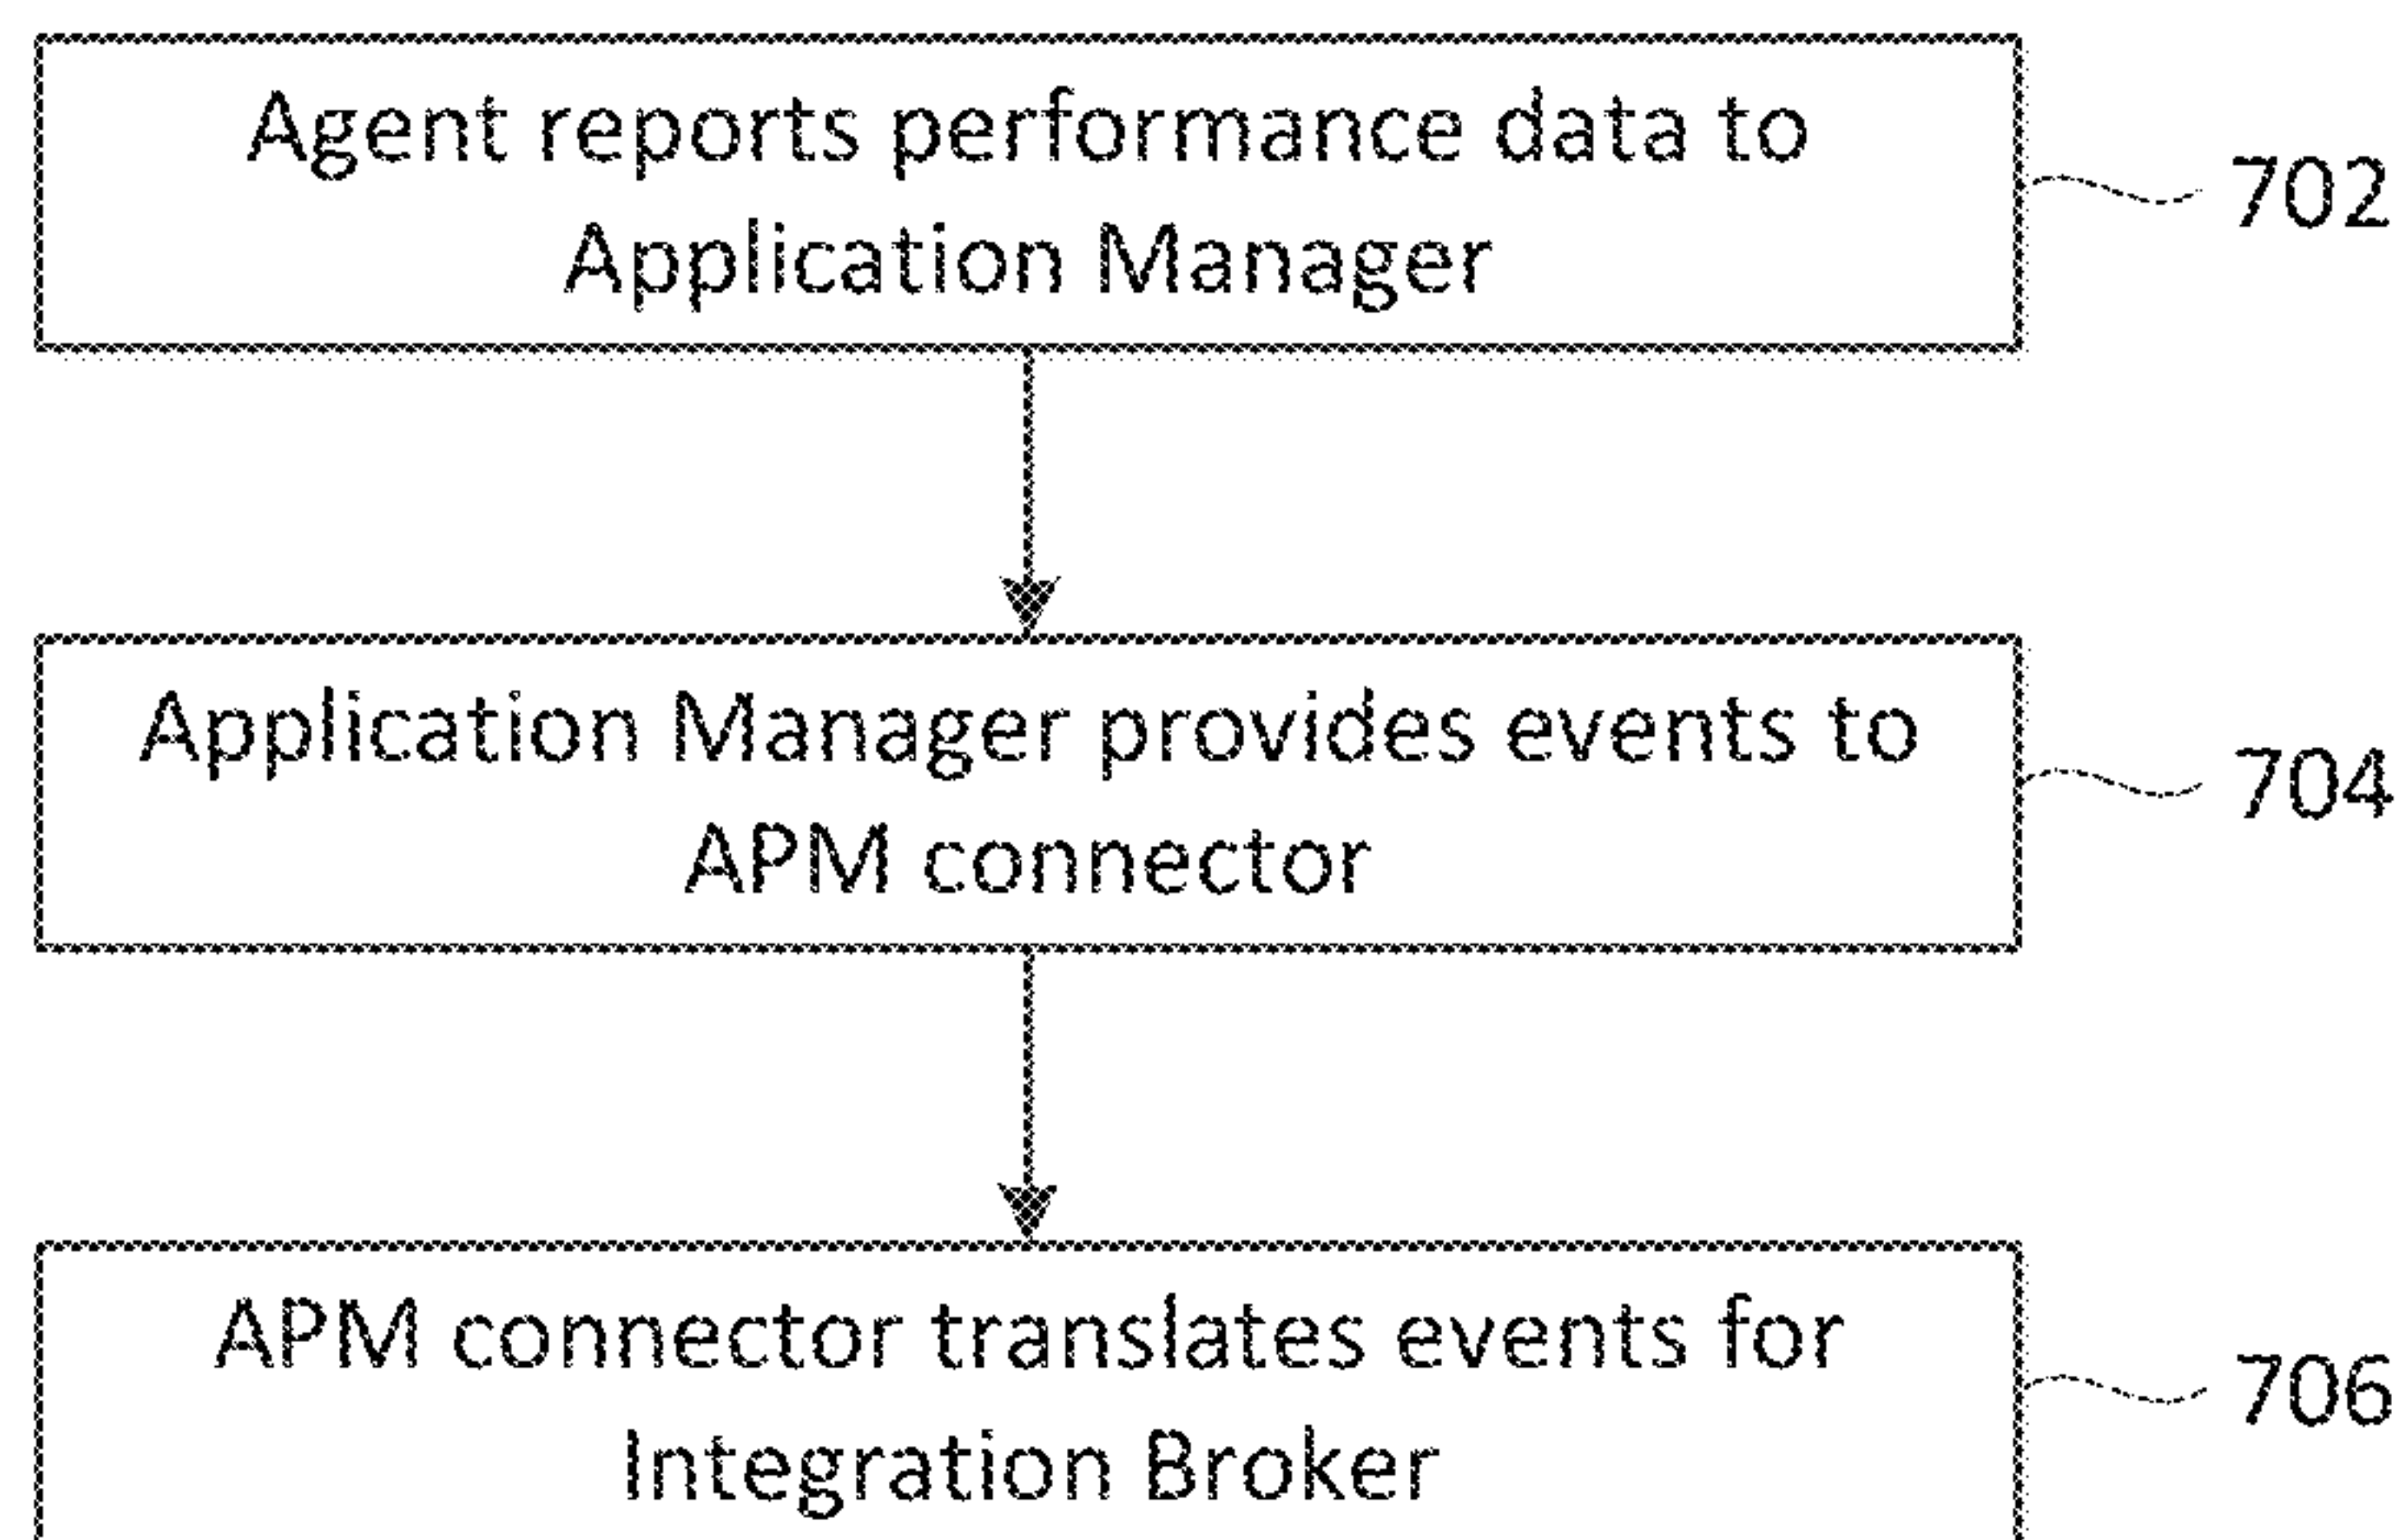 Agent reports performance data to
Application Manager
702
Application Manager provides events to
APM connector
704
APM connector translates events for
Integration Broker
706